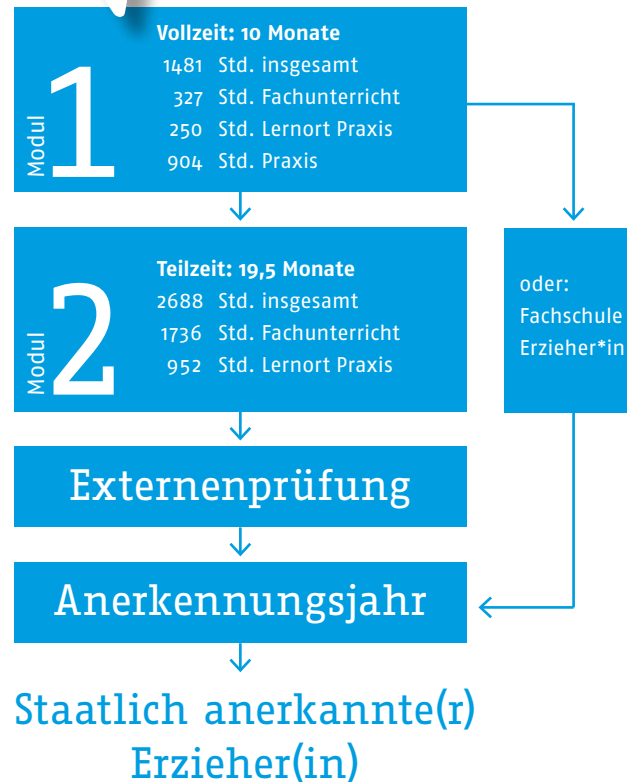 Modul 1
Vollzeit: 10 Monate
1481 Std. insgesamt
327 Std. Fachunterricht
250 Std. Lernort Praxis
904 Std. Praxis
Modul 2
Teilzeit: 19,5 Monate
2688 Std. insgesamt
1736 Std. Fachunterricht
952 Std. Lernort Praxis
oder:
Fachschule
Erzieher*in
Externenprüfung
Anerkennungsjahr
Staatlich anerkannte(r)
Erzieher(in)